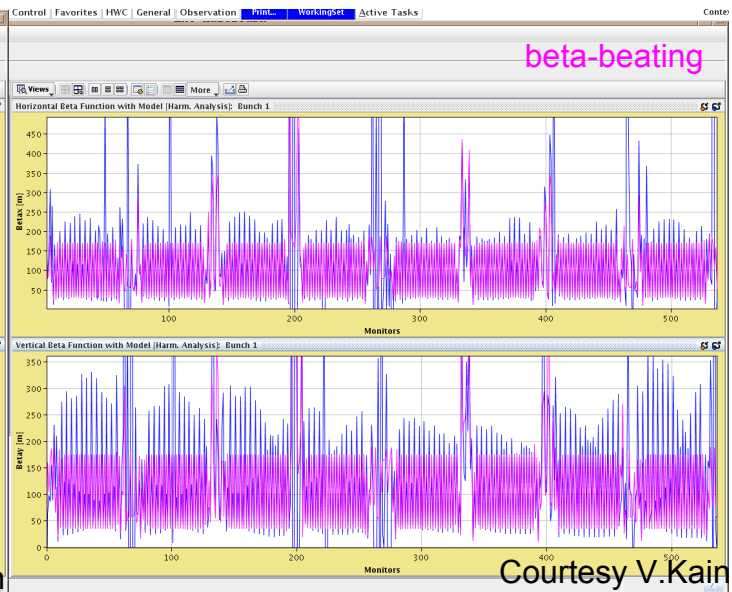 Control Favorites HWC General Observation Print... WorkingSet Active Tasks Contex
beta-beating
Views More
Horizontal Beta Function with Model (Harm. Analysis): Bunch 1
450
400
350
300
250
200
150
100
50
Betax [m]
100 200 300 400 500
Monitors
Vertical Beta Function with Model (Harm. Analysis): Bunch 1
350
300
250
200
150
100
50
0
Betay [m]
0 100 200 300 400 500
Monitors
Courtesy V.Kain